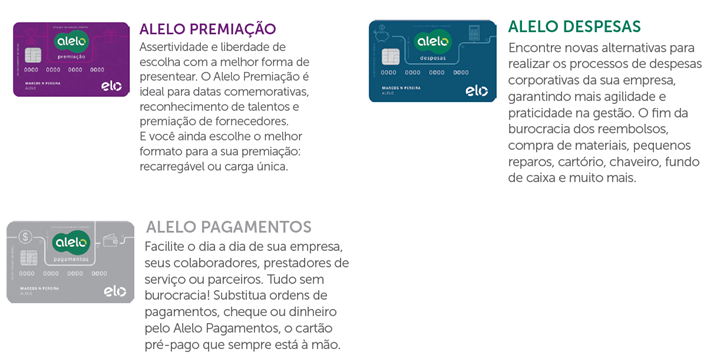 alelo
premiação
0000 0000 0000 0000
MARCOS N PEREIRA
ALELO
elo
ALELO PREMIAÇÃO
Assertividade e liberdade de
escolha com a melhor forma de
presentear. O Alelo Premiação é
ideal para datas comemorativas,
reconhecimento de talentos e
premiação de fornecedores.
E você ainda escolhe o melhor
formato para a sua premiação:
recarregável ou carga única.
alelo
despesas
0000 0000 0000 0000
MARCOS N PEREIRA
ALELO
elo
ALELO DESPESAS
Encontre novas alternativas para
realizar os processos de despesas
corporativas da sua empresa,
garantindo mais agilidade e
praticidade na gestão. O fim da
burocracia dos reembolsos,
compra de materiais, pequenos
reparos, cartório, chaveiro, fundo
de caixa e muito mais.
$
alelo
pagamentos
0000 0000 0000 0000
MARCOS N PEREIRA
ALELO
elo
ALELO PAGAMENTOS
Facilite o dia a dia de sua empresa,
seus colaboradores, prestadores de
serviço ou parceiros. Tudo sem
burocracia! Substitua ordens de
pagamentos, cheque ou dinheiro
pelo Alelo Pagamentos, o cartão
pré-pago que sempre está à mão.